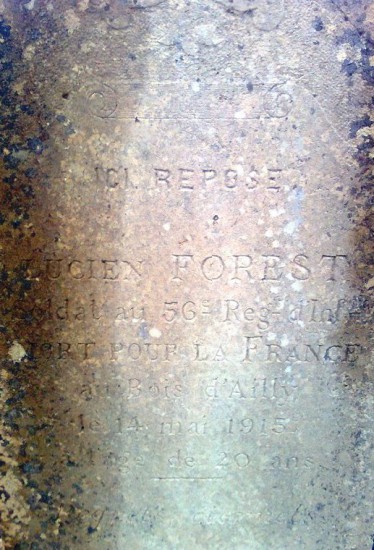 ICI REPOSE
LUCIEN FOREST
Soldat au 56e Regt d'Infie
MORT POUR LA FRANCE
au Bois d'Ailly
le 14 mai 1915
à l'âge de 20 ans